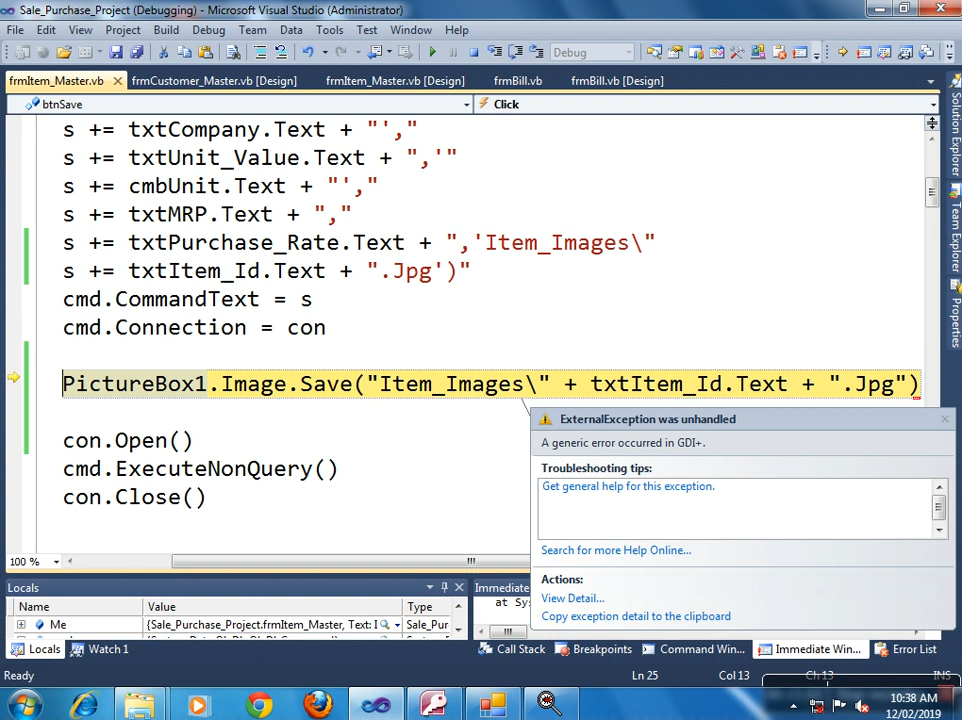 Sale_Purchase_Project (Debugging) - Microsoft Visual Studio (Administrator)
File Edit View Project Build Debug Team Data Tools Test Window Help
Debug
frmItem_Master.vb frmCustomer_Master.vb [Design] frmItem_Master.vb [Design] frmBill.vb frmBill.vb [Design]
btnSave Click
s += txtCompany.Text + "',"
s += txtUnit_Value.Text + ",'"
s += cmbUnit.Text + "',"
s += txtMRP.Text + ","
s += txtPurchase_Rate.Text + ",'Item_Images\"
s += txtItem_Id.Text + ".Jpg')"
cmd.CommandText = s
cmd.Connection = con
PictureBox1.Image.Save("Item_Images\" + txtItem_Id.Text + ".Jpg")
con.Open()
cmd.ExecuteNonQuery()
con.Close()
ExternalException was unhandled
A generic error occurred in GDI+.
Troubleshooting tips:
Get general help for this exception.
Search for more Help Online...
Actions:
View Detail...
Copy exception detail to the clipboard
Solution Explorer
Team Explorer
Properties
100 %
Locals
Name Value Type
Me {Sale_Purchase_Project.frmItem_Master, Text: I Sale_Pur
Immediate
at Sy
Locals Watch 1 Call Stack Breakpoints Command Win... Immediate Win... Error List
Ready Ln 25 Col 13 Ch 13 INS
10:38 AM
12/02/2019